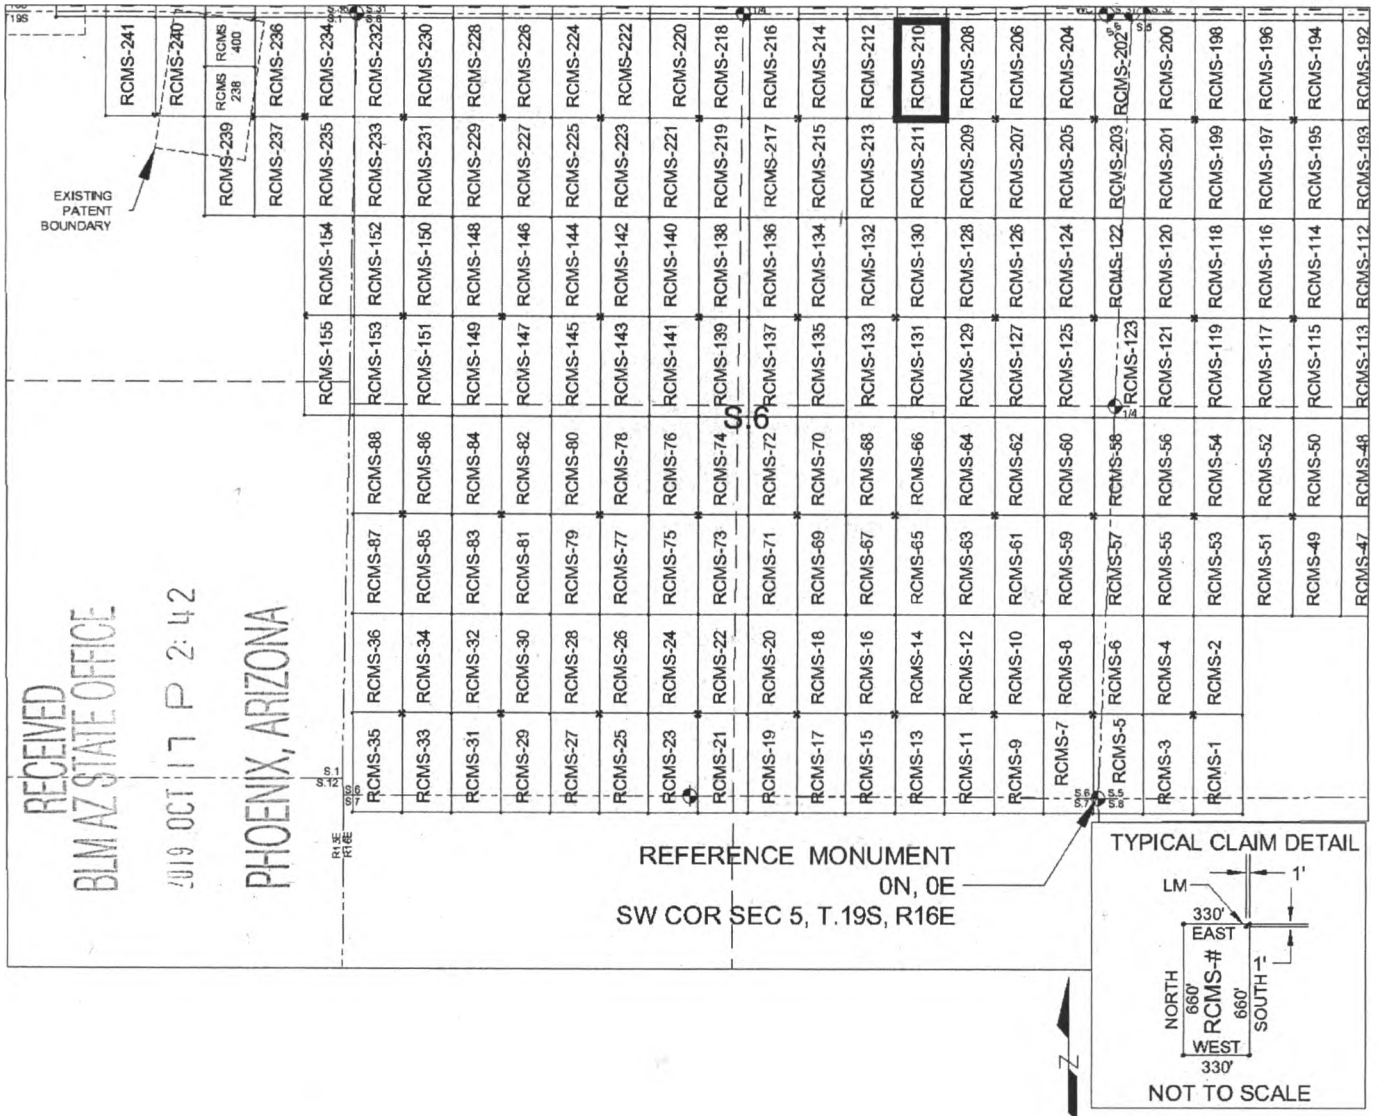 T19S
S.1
S.6
1/4
S.5
RCMS-241
RCMS-240
RCMS
400
RCMS
238
RCMS-236
RCMS-234
RCMS-232
RCMS-230
RCMS-228
RCMS-226
RCMS-224
RCMS-222
RCMS-220
RCMS-218
RCMS-216
RCMS-214
RCMS-212
RCMS-210
RCMS-208
RCMS-206
RCMS-204
RCMS-202
RCMS-200
RCMS-198
RCMS-196
RCMS-194
RCMS-192
RCMS-239
RCMS-237
RCMS-235
RCMS-233
RCMS-231
RCMS-229
RCMS-227
RCMS-225
RCMS-223
RCMS-221
RCMS-219
RCMS-217
RCMS-215
RCMS-213
RCMS-211
RCMS-209
RCMS-207
RCMS-205
RCMS-203
RCMS-201
RCMS-199
RCMS-197
RCMS-195
RCMS-193
EXISTING
PATENT
BOUNDARY
RCMS-154
RCMS-152
RCMS-150
RCMS-148
RCMS-146
RCMS-144
RCMS-142
RCMS-140
RCMS-138
RCMS-136
RCMS-134
RCMS-132
RCMS-130
RCMS-128
RCMS-126
RCMS-124
RCMS-122
RCMS-120
RCMS-118
RCMS-116
RCMS-114
RCMS-112
RCMS-155
RCMS-153
RCMS-151
RCMS-149
RCMS-147
RCMS-145
RCMS-143
RCMS-141
RCMS-139
RCMS-137
RCMS-135
RCMS-133
RCMS-131
RCMS-129
RCMS-127
RCMS-125
RCMS-123
RCMS-121
RCMS-119
RCMS-117
RCMS-115
RCMS-113
1/4
S.6
RCMS-88
RCMS-86
RCMS-84
RCMS-82
RCMS-80
RCMS-78
RCMS-76
RCMS-74
RCMS-72
RCMS-70
RCMS-68
RCMS-66
RCMS-64
RCMS-62
RCMS-60
RCMS-58
RCMS-56
RCMS-54
RCMS-52
RCMS-50
RCMS-48
RCMS-87
RCMS-85
RCMS-83
RCMS-81
RCMS-79
RCMS-77
RCMS-75
RCMS-73
RCMS-71
RCMS-69
RCMS-67
RCMS-65
RCMS-63
RCMS-61
RCMS-59
RCMS-57
RCMS-55
RCMS-53
RCMS-51
RCMS-49
RCMS-47
RCMS-36
RCMS-34
RCMS-32
RCMS-30
RCMS-28
RCMS-26
RCMS-24
RCMS-22
RCMS-20
RCMS-18
RCMS-16
RCMS-14
RCMS-12
RCMS-10
RCMS-8
RCMS-6
RCMS-4
RCMS-2
RCMS-35
RCMS-33
RCMS-31
RCMS-29
RCMS-27
RCMS-25
RCMS-23
RCMS-21
RCMS-19
RCMS-17
RCMS-15
RCMS-13
RCMS-11
RCMS-9
RCMS-7
RCMS-5
RCMS-3
RCMS-1
RECEIVED
BLM AZ STATE OFFICE
2019 OCT 17 P 2:42
PHOENIX, ARIZONA
S.1
S.12
S.6
S.7
R15E
R16E
S.6
S.5
S.7
S.8
REFERENCE MONUMENT
0N, 0E
SW COR SEC 5, T.19S, R16E
TYPICAL CLAIM DETAIL
LM
1'
330'
EAST
NORTH
660'
RCMS-#
660'
SOUTH
1'
WEST
330'
NOT TO SCALE
Z